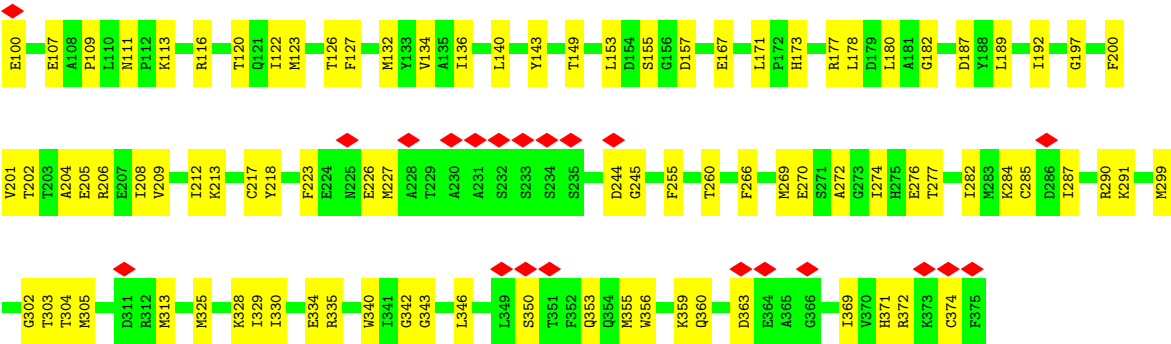 E100 E107 A108 P109 L110 N111 P112 K113 R116 T120 Q121 I122 M123 T126 F127 M132 Y133 V134 A135 I136 L140 Y143 T149 L153 D154 S155 G156 D157 E167 L171 P172 H173 R177 L178 D179 L180 A181 G182 D187 Y188 L189 I192 G197 F200
V201 T202 T203 A204 E205 R206 E207 I208 V209 I212 K213 C217 Y218 F223 E224 N225 E226 M227 A228 T229 A230 A231 S232 S233 S234 S235 D244 G245 F255 T260 F266 M269 E270 S271 A272 G273 I274 H275 E276 T277 I282 M283 K284 C285 D286 I287 R290 K291 M299
G302 T303 T304 M305 D311 R312 M313 M325 K328 I329 I330 E334 R335 W340 I341 G342 G343 L346 L349 S350 T351 F352 Q353 Q354 M355 W356 K359 Q360 D363 E364 A365 G366 I369 V370 H371 R372 K373 C374 F375